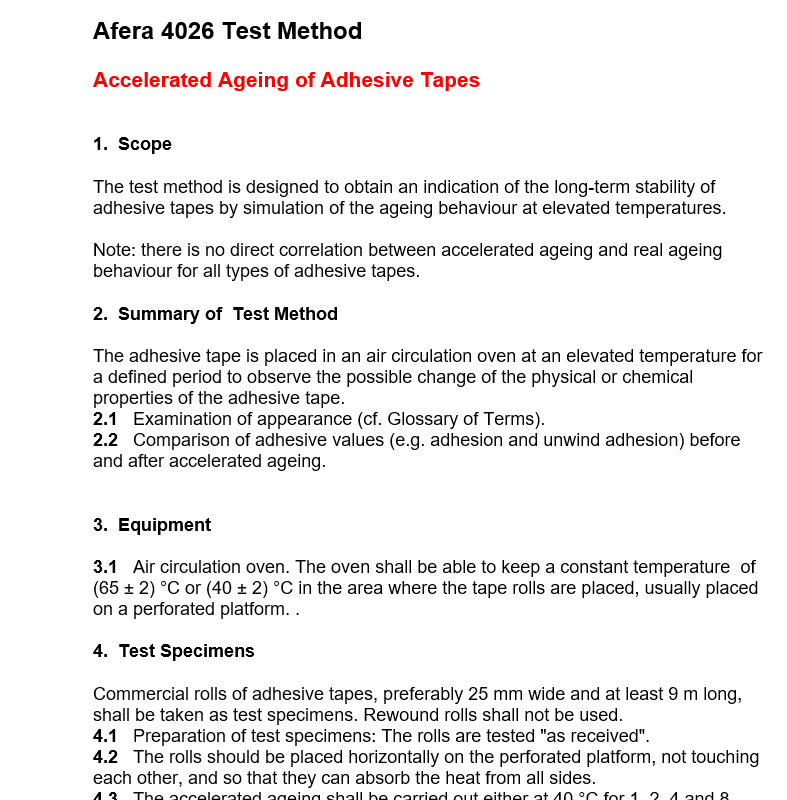 Afera 4026 Test Method
Accelerated Ageing of Adhesive Tapes
1. Scope
The test method is designed to obtain an indication of the long-term stability of
adhesive tapes by simulation of the ageing behaviour at elevated temperatures.
Note: there is no direct correlation between accelerated ageing and real ageing
behaviour for all types of adhesive tapes.
2. Summary of Test Method
The adhesive tape is placed in an air circulation oven at an elevated temperature for
a defined period to observe the possible change of the physical or chemical
properties of the adhesive tape.
2.1 Examination of appearance (cf. Glossary of Terms).
2.2 Comparison of adhesive values (e.g. adhesion and unwind adhesion) before
and after accelerated ageing.
3. Equipment
3.1 Air circulation oven. The oven shall be able to keep a constant temperature of
(65 ± 2) °C or (40 ± 2) °C in the area where the tape rolls are placed, usually placed
on a perforated platform. .
4. Test Specimens
Commercial rolls of adhesive tapes, preferably 25 mm wide and at least 9 m long,
shall be taken as test specimens. Rewound rolls shall not be used.
4.1 Preparation of test specimens: The rolls are tested "as received".
4.2 The rolls should be placed horizontally on the perforated platform, not touching
each other, and so that they can absorb the heat from all sides.
4.3 The accelerated ageing shall be carried out either at 40 °C for 1, 2, 4 and 8